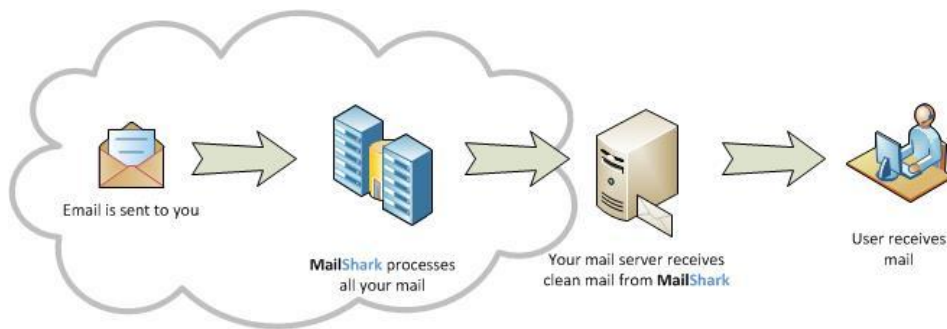 Email is sent to you
MailShark processes
all your mail
Your mail server receives
clean mail from MailShark
User receives
mail